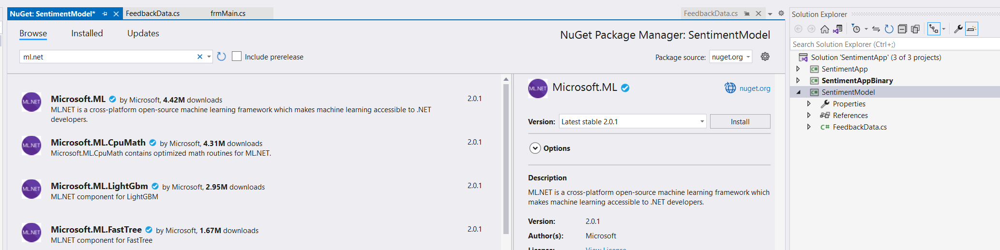 NuGet: SentimentModel*
FeedbackData.cs
frmMain.cs
FeedbackData.cs
Browse
Installed
Updates
NuGet Package Manager: SentimentModel
ml.net
Include prerelease
Package source: nuget.org
ML.NET
Microsoft.ML by Microsoft, 4.42M downloads
2.0.1
ML.NET is a cross-platform open-source machine learning framework which makes machine learning accessible to .NET
developers.
ML.NET
Microsoft.ML.CpuMath by Microsoft, 4.31M downloads
2.0.1
Microsoft.ML.CpuMath contains optimized math routines for ML.NET.
ML.NET
Microsoft.ML.LightGbm by Microsoft, 2.95M downloads
2.0.1
ML.NET component for LightGBM
ML.NET
Microsoft.ML.FastTree by Microsoft, 1.67M downloads
2.0.1
ML.NET component for FastTree
ML.NET
Microsoft.ML
nuget.org
Version: Latest stable 2.0.1
Install
Options
Description
ML.NET is a cross-platform open-source machine learning framework which
makes machine learning accessible to .NET developers.
Version: 2.0.1
Author(s): Microsoft
License: View License
Solution Explorer
Search Solution Explorer (Ctrl+;)
Solution 'SentimentApp' (3 of 3 projects)
C# SentimentApp
C# SentimentAppBinary
C# SentimentModel
Properties
References
C# FeedbackData.cs